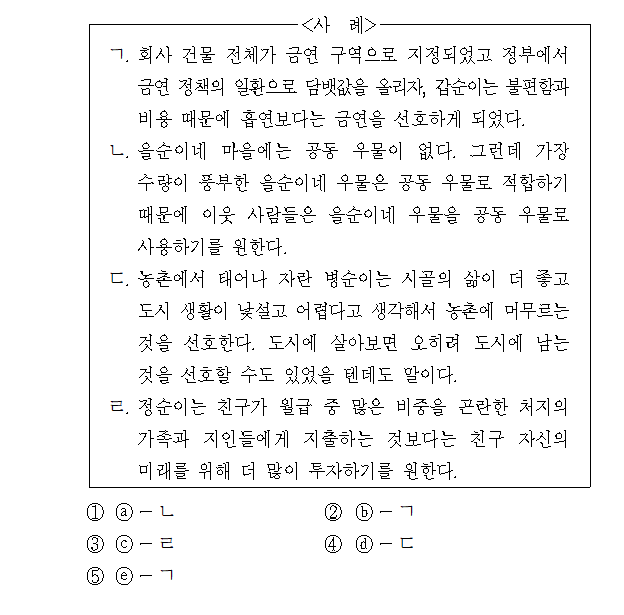 <사 례>
ㄱ. 회사 건물 전체가 금연 구역으로 지정되었고 정부에서
금연 정책의 일환으로 담뱃값을 올리자, 갑순이는 불편함과
비용 때문에 흡연보다는 금연을 선호하게 되었다.
ㄴ. 을순이네 마을에는 공동 우물이 없다. 그런데 가장
수량이 풍부한 을순이네 우물은 공동 우물로 적합하기
때문에 이웃 사람들은 을순이네 우물을 공동 우물로
사용하기를 원한다.
ㄷ. 농촌에서 태어나 자란 병순이는 시골의 삶이 더 좋고
도시 생활이 낯설고 어렵다고 생각해서 농촌에 머무르는
것을 선호한다. 도시에 살아보면 오히려 도시에 남는
것을 선호할 수도 있었을 텐데도 말이다.
ㄹ. 정순이는 친구가 월급 중 많은 비중을 곤란한 처지의
가족과 지인들에게 지출하는 것보다는 친구 자신의
미래를 위해 더 많이 투자하기를 원한다.
① ⓐ－ㄴ ② ⓑ－ㄱ
③ ⓒ－ㄹ ④ ⓓ－ㄷ
⑤ ⓔ－ㄱ